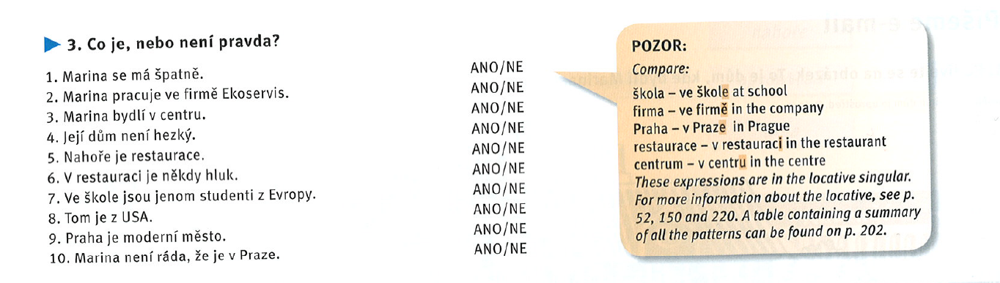 3. Co je, nebo není pravda?
1. Marina se má špatně. ANO/NE
2. Marina pracuje ve firmě Ekoservis. ANO/NE
3. Marina bydlí v centru. ANO/NE
4. Její dům není hezký. ANO/NE
5. Nahoře je restaurace. ANO/NE
6. V restauraci je někdy hluk. ANO/NE
7. Ve škole jsou jenom studenti z Evropy. ANO/NE
8. Tom je z USA. ANO/NE
9. Praha je moderní město. ANO/NE
10. Marina není ráda, že je v Praze. ANO/NE
POZOR:
Compare:
škola – ve škole at school
firma – ve firmě in the company
Praha – v Praze in Prague
restaurace – v restauraci in the restaurant
centrum – v centru in the centre
These expressions are in the locative singular.
For more information about the locative, see p.
52, 150 and 220. A table containing a summary
of all the patterns can be found on p. 202.